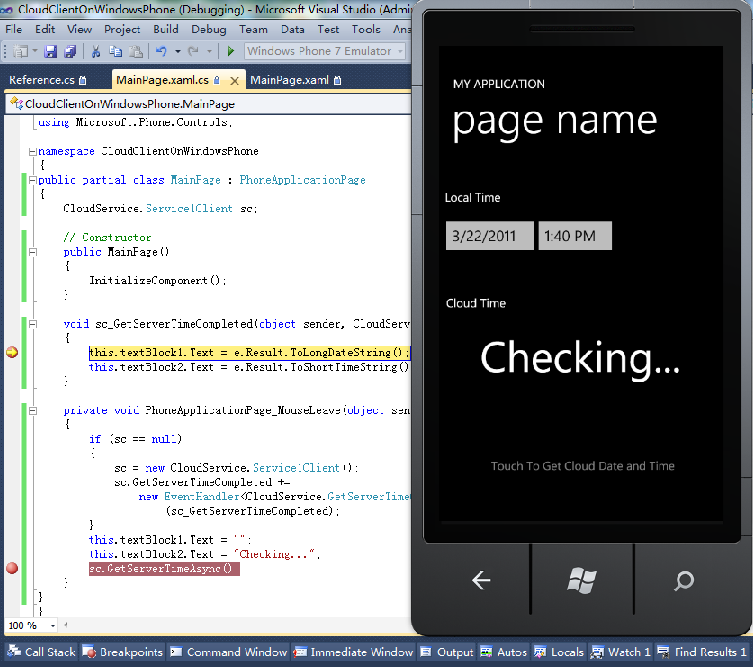 CloudClientOnWindowsPhone (Debugging) - Microsoft Visual Studio (Admin
File Edit View Project Build Debug Team Data Test Tools Ana
Windows Phone 7 Emulator
Reference.cs MainPage.xaml.cs MainPage.xaml
CloudClientOnWindowsPhone.MainPage
using Microsoft.Phone.Controls;
namespace CloudClientOnWindowsPhone
{
public partial class MainPage : PhoneApplicationPage
{
CloudService.Service1Client sc;
// Constructor
public MainPage()
{
InitializeComponent();
}
void sc_GetServerTimeCompleted(object sender, CloudServ
{
this.textBlock1.Text = e.Result.ToLongDateString();
this.textBlock2.Text = e.Result.ToShortTimeString()
}
private void PhoneApplicationPage_MouseLeave(object sen
{
if (sc == null)
{
sc = new CloudService.Service1Client();
sc.GetServerTimeCompleted +=
new EventHandler<CloudService.GetServerTime
(sc_GetServerTimeCompleted);
}
this.textBlock1.Text = "";
this.textBlock2.Text = "Checking...";
sc.GetServerTimeAsync()
}
}
}
100 %
Call Stack Breakpoints Command Window Immediate Window Output Autos Locals Watch 1 Find Results 1
MY APPLICATION
page name
Local Time
3/22/2011 1:40 PM
Cloud Time
Checking...
Touch To Get Cloud Date and Time